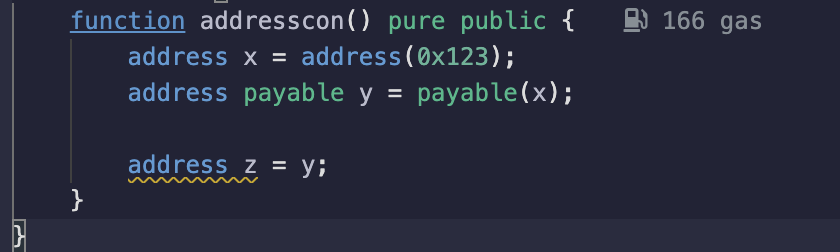 function addresscon() pure public { 166 gas
address x = address(0x123);
address payable y = payable(x);
address z = y;
}
}